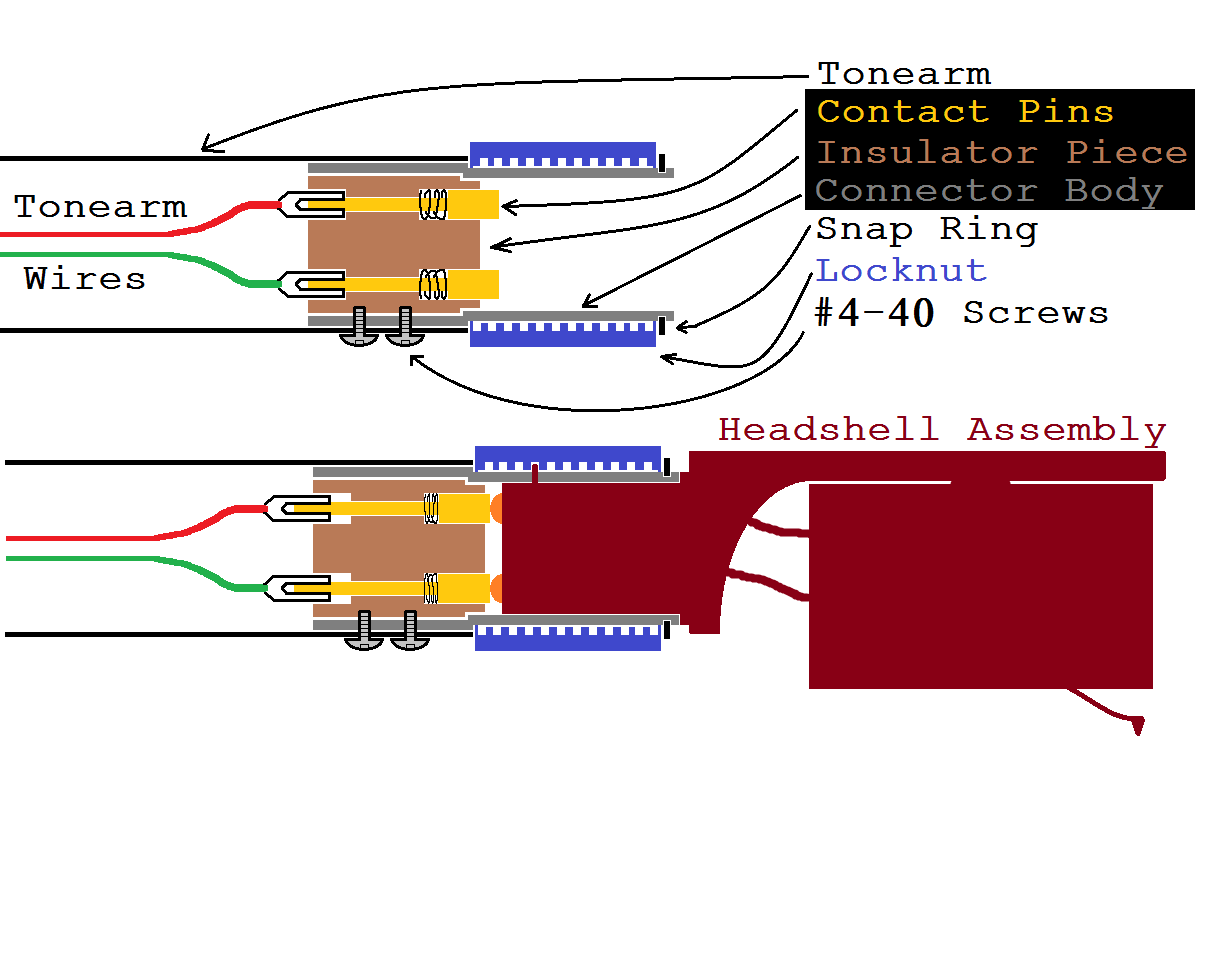 Tonearm
Contact Pins
Insulator Piece
Connector Body
Snap Ring
Locknut
#4-40 Screws
Tonearm
Wires
Headshell Assembly